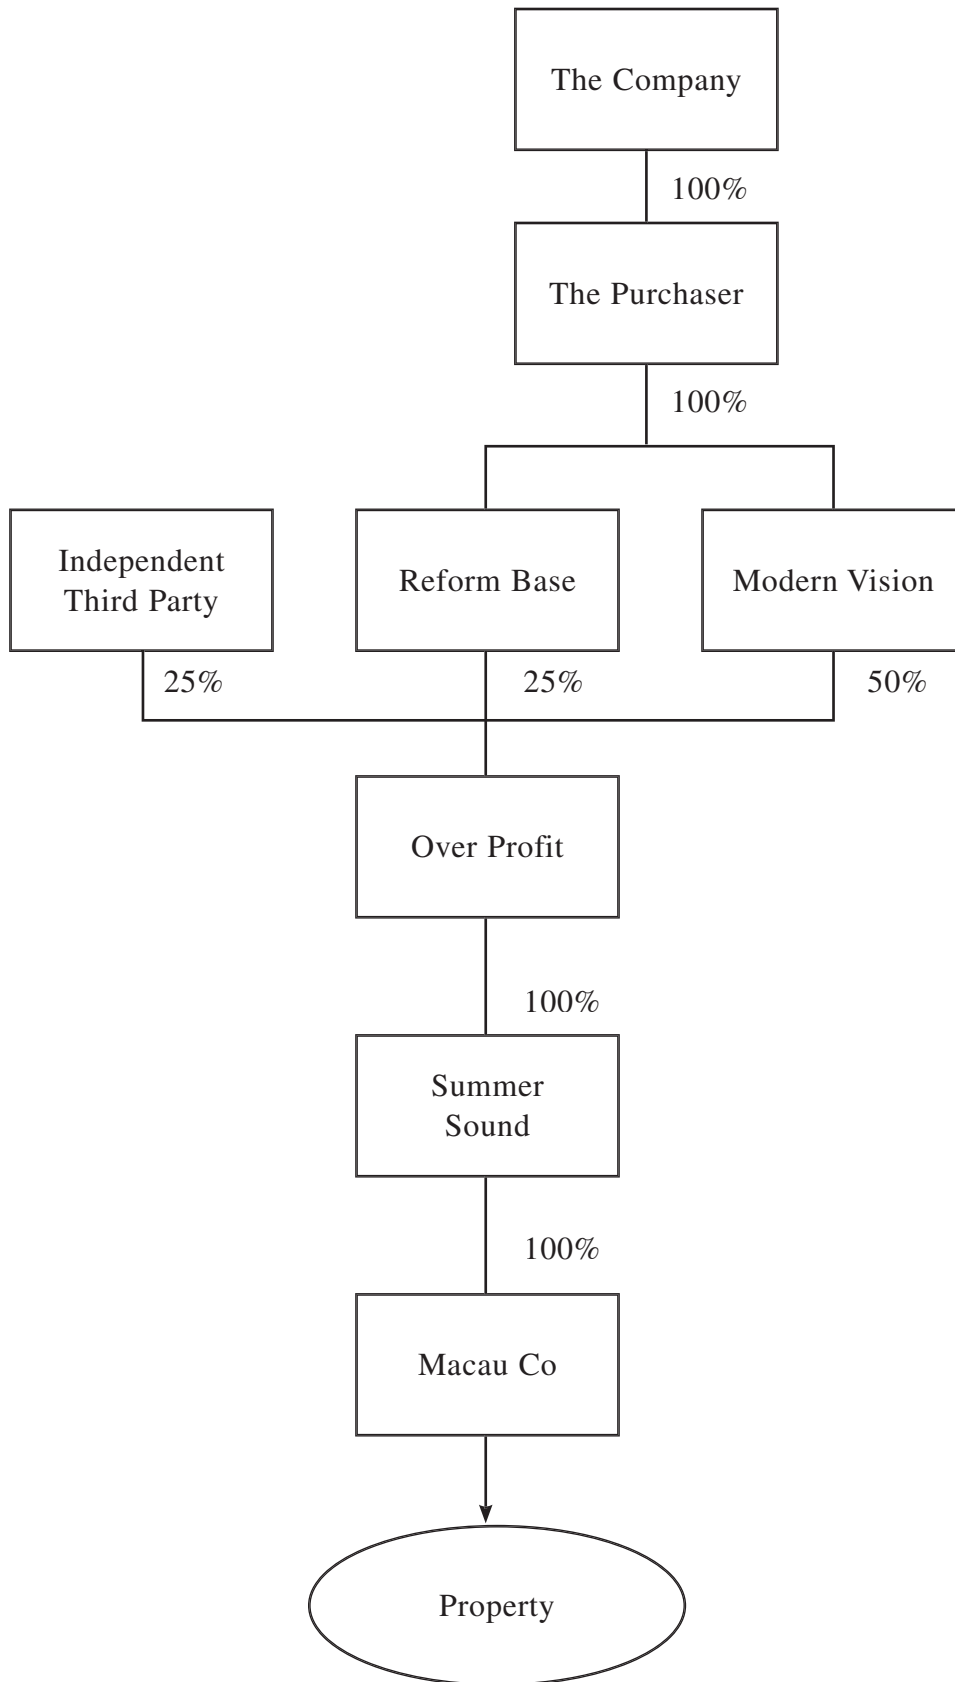 The Company
100%
The Purchaser
100%
Independent
Third Party
Reform Base
Modern Vision
25%
25%
50%
Over Profit
100%
Summer
Sound
100%
Macau Co
Property